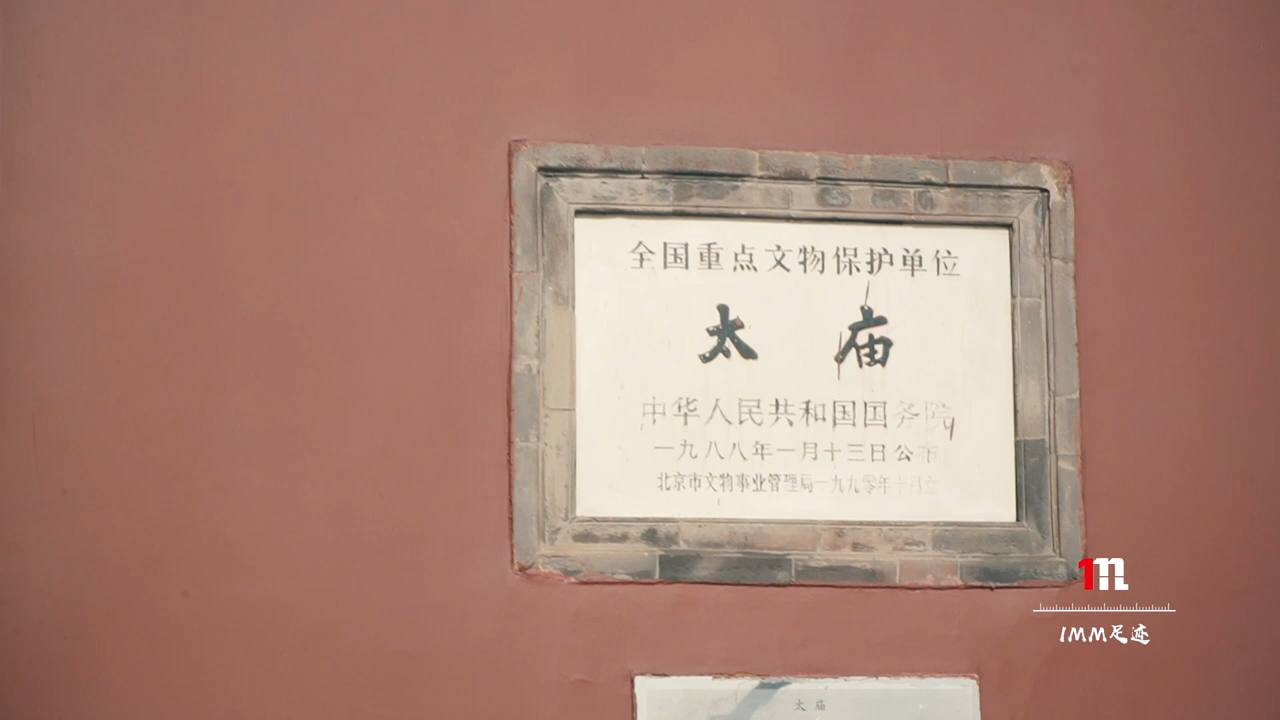 全国重点文物保护单位
太庙
中华人民共和国国务院
一九八八年一月十三日公布
北京市文物事业管理局一九九零年十月立
1m
1MM足迹
太庙